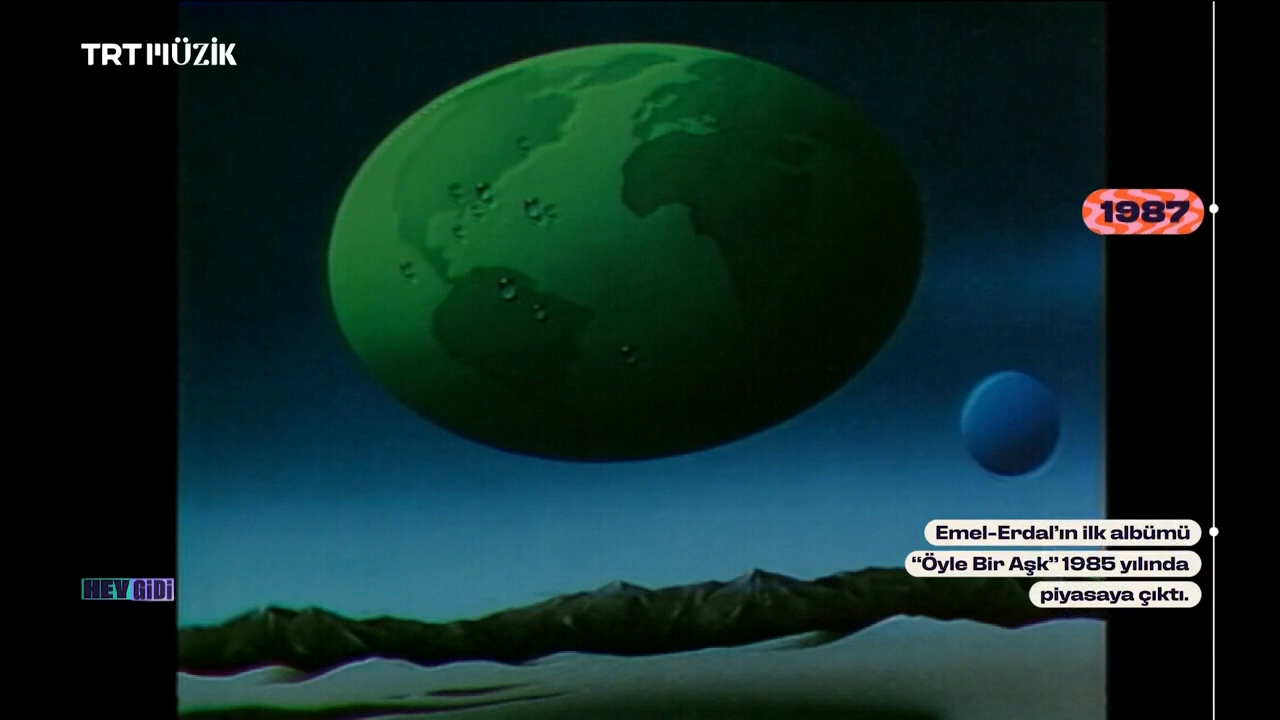 TRT MÜZİK
1987
Emel-Erdal’ın ilk albümü
“Öyle Bir Aşk” 1985 yılında
piyasaya çıktı.
HEY GİDİ